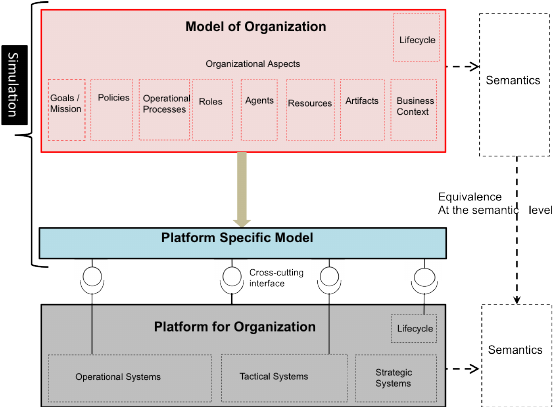 Model of Organization
Lifecycle
Simulation
Organizational Aspects
Semantics
Goals /
Mission
Policies
Operational
Processes
Roles
Agents
Resources
Artifacts
Business
Context
Equivalence
At the semantic level
Platform Specific Model
Cross-cutting
interface
Platform for Organization
Lifecycle
Semantics
Operational Systems
Tactical Systems
Strategic
Systems